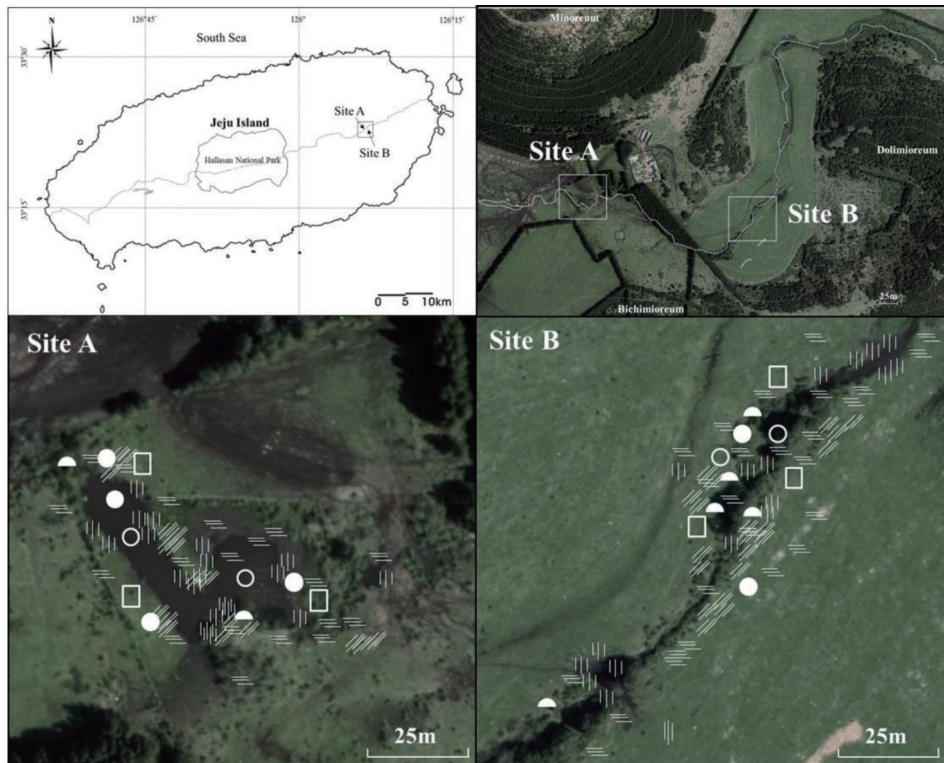 126°45' 126° 126°15'
N
South Sea
33°30'
Site A
Jeju Island
Site B
Hallasan National Park
33°15'
0 5 10km
Minoreum
Site A
Dolimioreum
Site B
Bichimioreum
25m
Site A
25m
Site B
25m